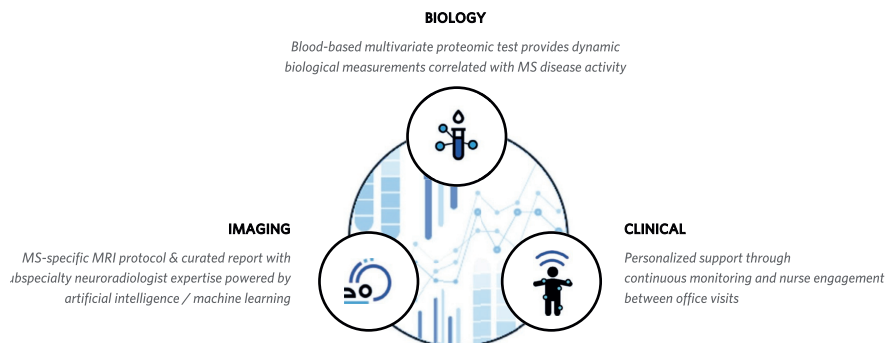 BIOLOGY
Blood-based multivariate proteomic test provides dynamic
biological measurements correlated with MS disease activity
IMAGING
MS-specific MRI protocol & curated report with
neuroradiologist expertise powered by
artificial intelligence / machine learning
CLINICAL
Personalized support through
continuous monitoring and nurse engagement
between office visits